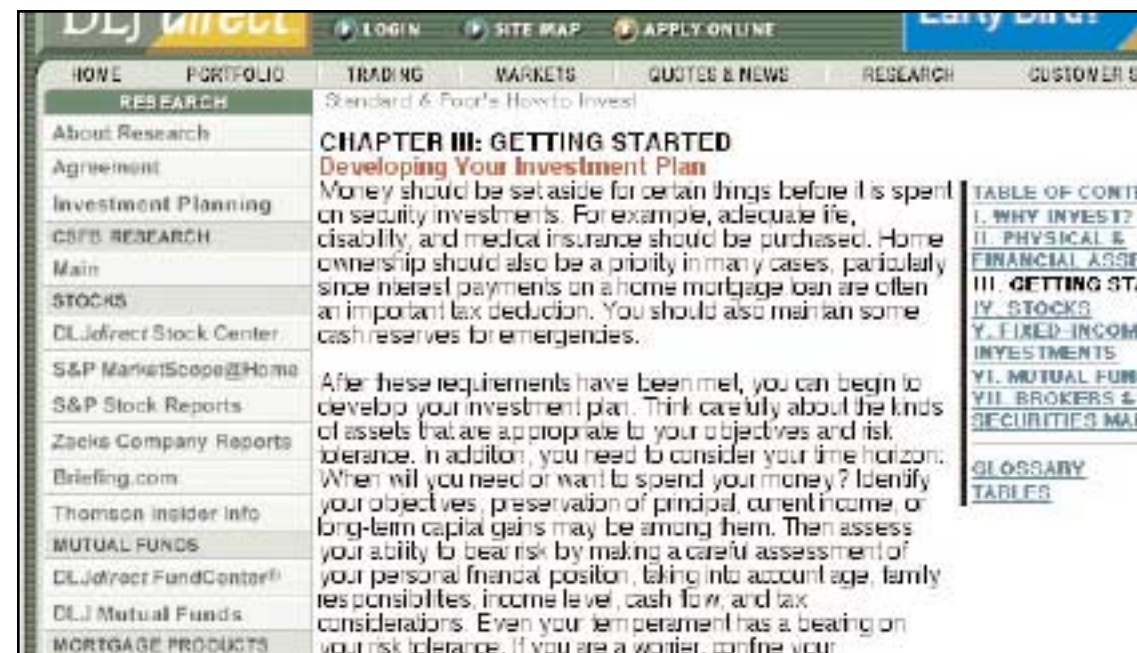 DLJ direct
LOGIN SITE MAP APPLY ONLINE
Early Bird?
HOME PORTFOLIO TRADING MARKETS QUOTES & NEWS RESEARCH CUSTOMER S
RESEARCH
About Research
Agreement
Investment Planning
CSFB RESEARCH
Main
STOCKS
DLJdirect Stock Center
S&P MarketScope@Home
S&P Stock Reports
Zacks Company Reports
Briefing.com
Thomson Insider Info
MUTUAL FUNDS
DLJdirect FundCenter®
DLJ Mutual Funds
MORTGAGE PRODUCTS
Standard & Poor's How to Invest
CHAPTER III: GETTING STARTED
Developing Your Investment Plan
Money should be set aside for certain things before it is spent
on security investments. For example, adequate life,
disability, and medical insurance should be purchased. Home
ownership should also be a priority in many cases, particularly
since interest payments on a home mortgage loan are often
an important tax deduction. You should also maintain some
cash reserves for emergencies.
After these requirements have been met, you can begin to
develop your investment plan. Think carefully about the kinds
of assets that are appropriate to your objectives and risk
tolerance. In addition, you need to consider your time horizon:
When will you need or want to spend your money? Identify
your objectives; preservation of principal, current income, or
long-term capital gains may be among them. Then assess
your ability to bear risk by making a careful assessment of
your personal financial position, taking into account age, family
responsibilities, income level, cash flow, and tax
considerations. Even your temperament has a bearing on
your risk tolerance. If you are a worrier, confine your
TABLE OF CONTE
I. WHY INVEST?
II. PHYSICAL &
FINANCIAL ASSE
III. GETTING STA
IV. STOCKS
V. FIXED-INCOM
INVESTMENTS
VI. MUTUAL FUN
VII. BROKERS &
SECURITIES MA
GLOSSARY
TABLES